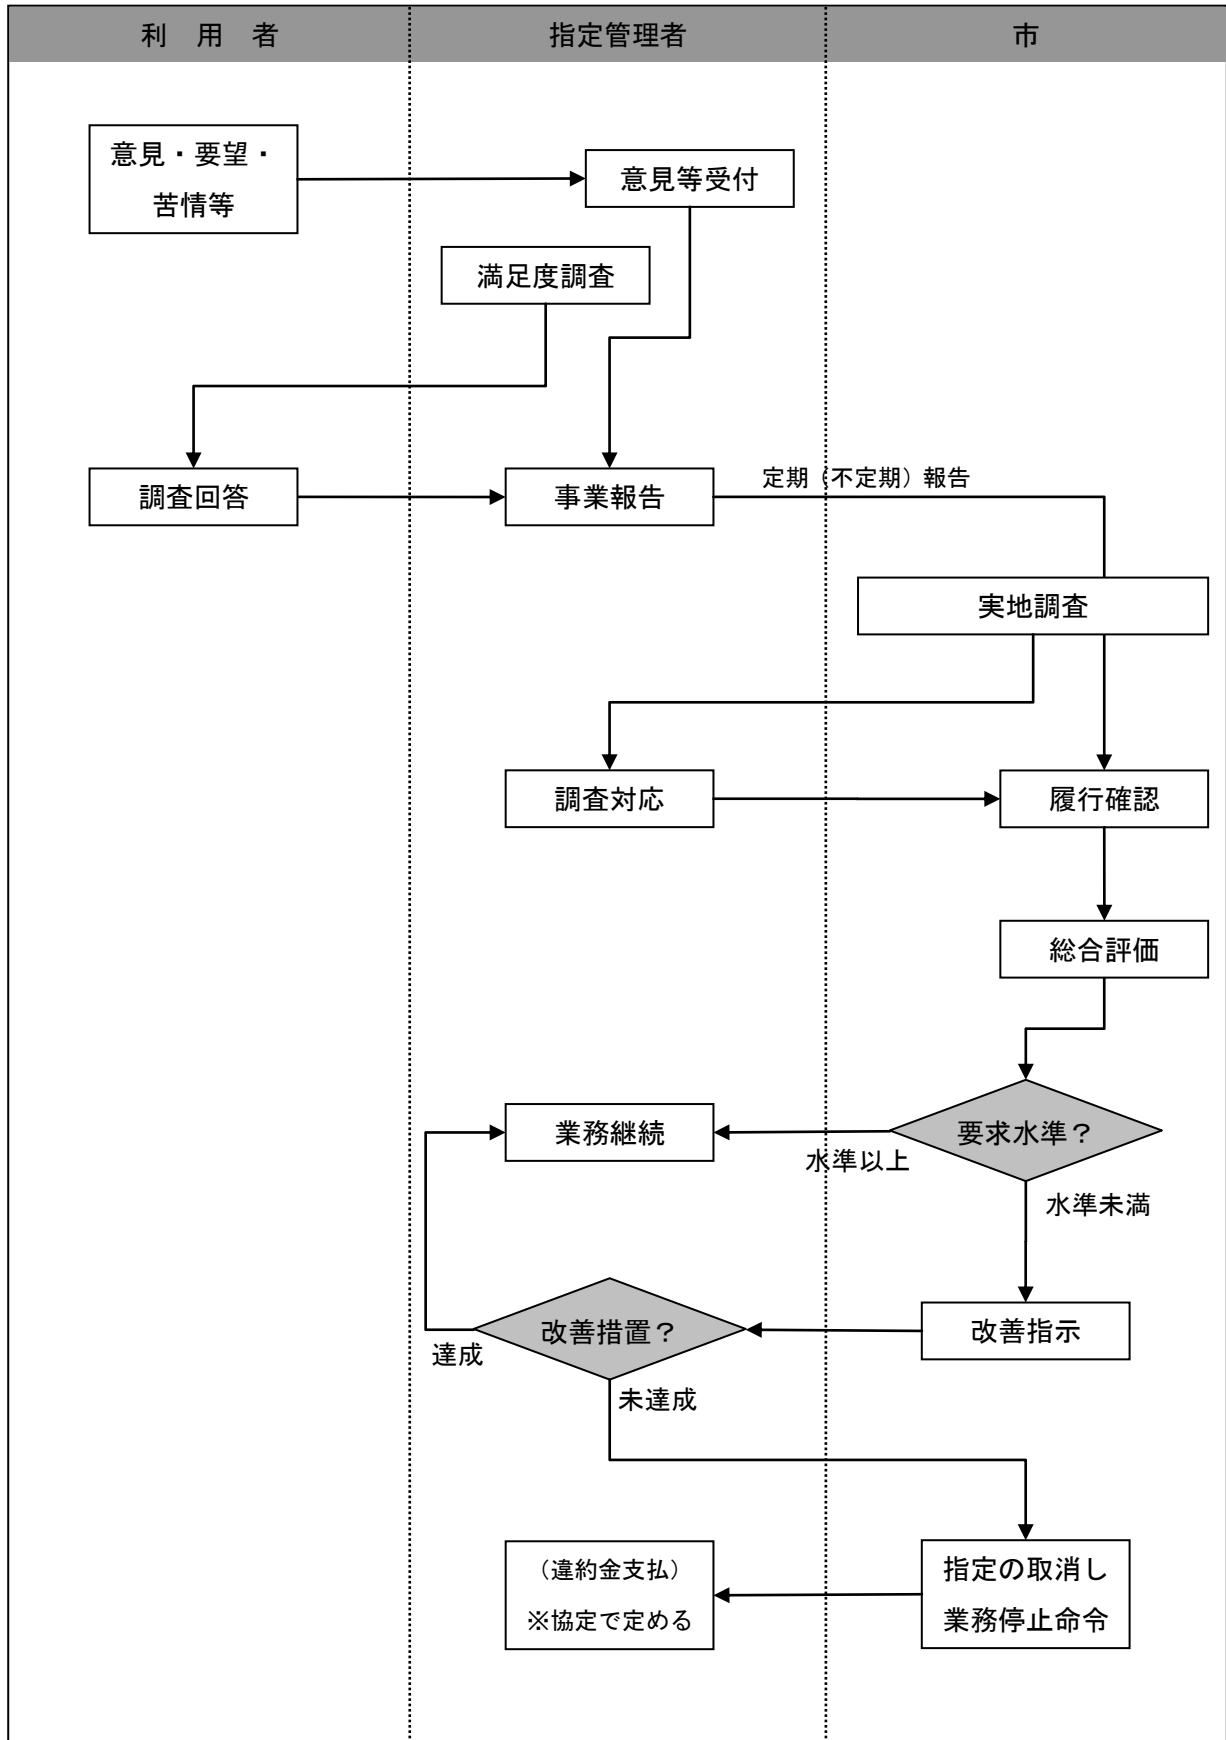 利　用　者
指定管理者
市
意見・要望・
苦情等
意見等受付
満足度調査
調査回答
事業報告
定期（不定期）報告
実地調査
調査対応
履行確認
総合評価
要求水準？
業務継続
水準以上
水準未満
改善措置？
改善指示
達成
未達成
（違約金支払）
※協定で定める
指定の取消し
業務停止命令